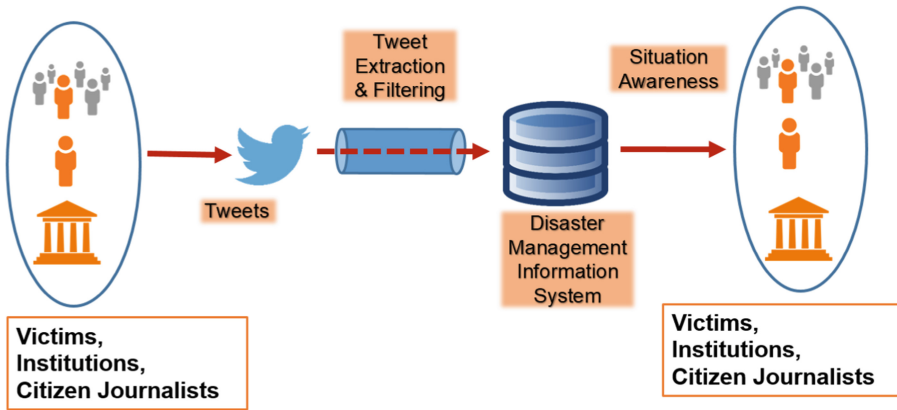 Tweet
Extraction
& Filtering
Situation
Awareness
Tweets
Disaster
Management
Information
System
Victims,
Institutions,
Citizen Journalists
Victims,
Institutions,
Citizen Journalists